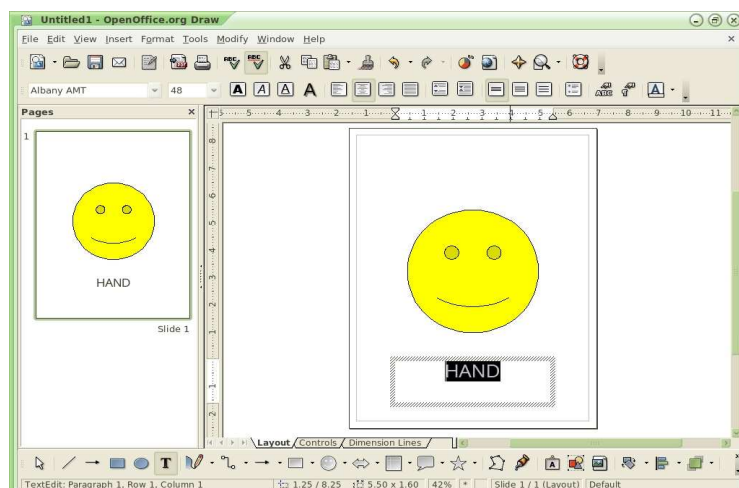 Untitled1 - OpenOffice.org Draw
File Edit View Insert Format Tools Modify Window Help
Albany AMT 48
Pages
1
HAND
Slide 1
HAND
Layout Controls Dimension Lines
TextEdit: Paragraph 1, Row 1, Column 1 1.25 / 8.25 5.50 x 1.60 42% * Slide 1 / 1 (Layout) Default